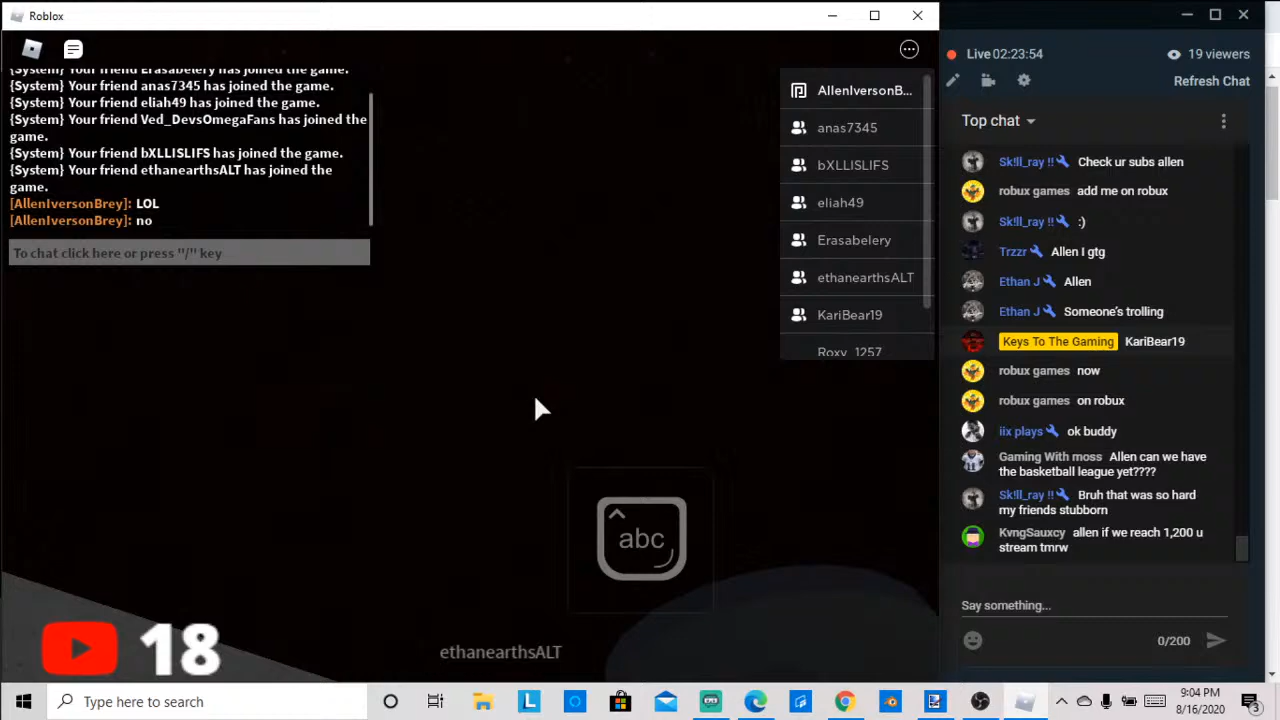 Roblox
{System} Your friend Erasabelery has joined the game.
{System} Your friend anas7345 has joined the game.
{System} Your friend eliah49 has joined the game.
{System} Your friend Ved_DevsOmegaFans has joined the
game.
{System} Your friend bXLLISLIFS has joined the game.
{System} Your friend ethanearthsALT has joined the
game.
[AllenIversonBrey]: LOL
[AllenIversonBrey]: no
To chat click here or press "/" key
AllenIversonB...
anas7345
bXLLISLIFS
eliah49
Erasabelery
ethanearthsALT
KariBear19
Roxy_1257
abc
ethanearthsALT
18
Live 02:23:54
19 viewers
Refresh Chat
Top chat
Sk!ll_ray !! Check ur subs allen
robux games add me on robux
Sk!ll_ray !! :)
Trzzr Allen I gtg
Ethan J Allen
Ethan J Someone's trolling
Keys To The Gaming KariBear19
robux games now
robux games on robux
iix plays ok buddy
Gaming With moss Allen can we have
the basketball league yet????
Sk!ll_ray !! Bruh that was so hard
my friends stubborn
KvngSauxcy allen if we reach 1,200 u
stream tmrw
Say something...
0/200
Type here to search
9:04 PM
8/16/2020
3